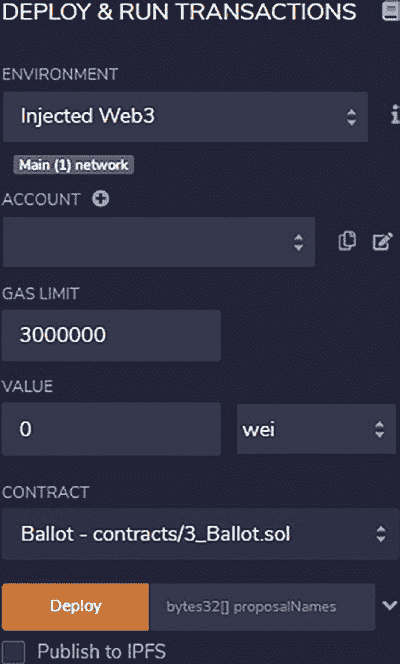 DEPLOY & RUN TRANSACTIONS
ENVIRONMENT
Injected Web3
Main (1) network
ACCOUNT
GAS LIMIT
3000000
VALUE
0 wei
CONTRACT
Ballot - contracts/3_Ballot.sol
Deploy bytes32[] proposalNames
Publish to IPFS